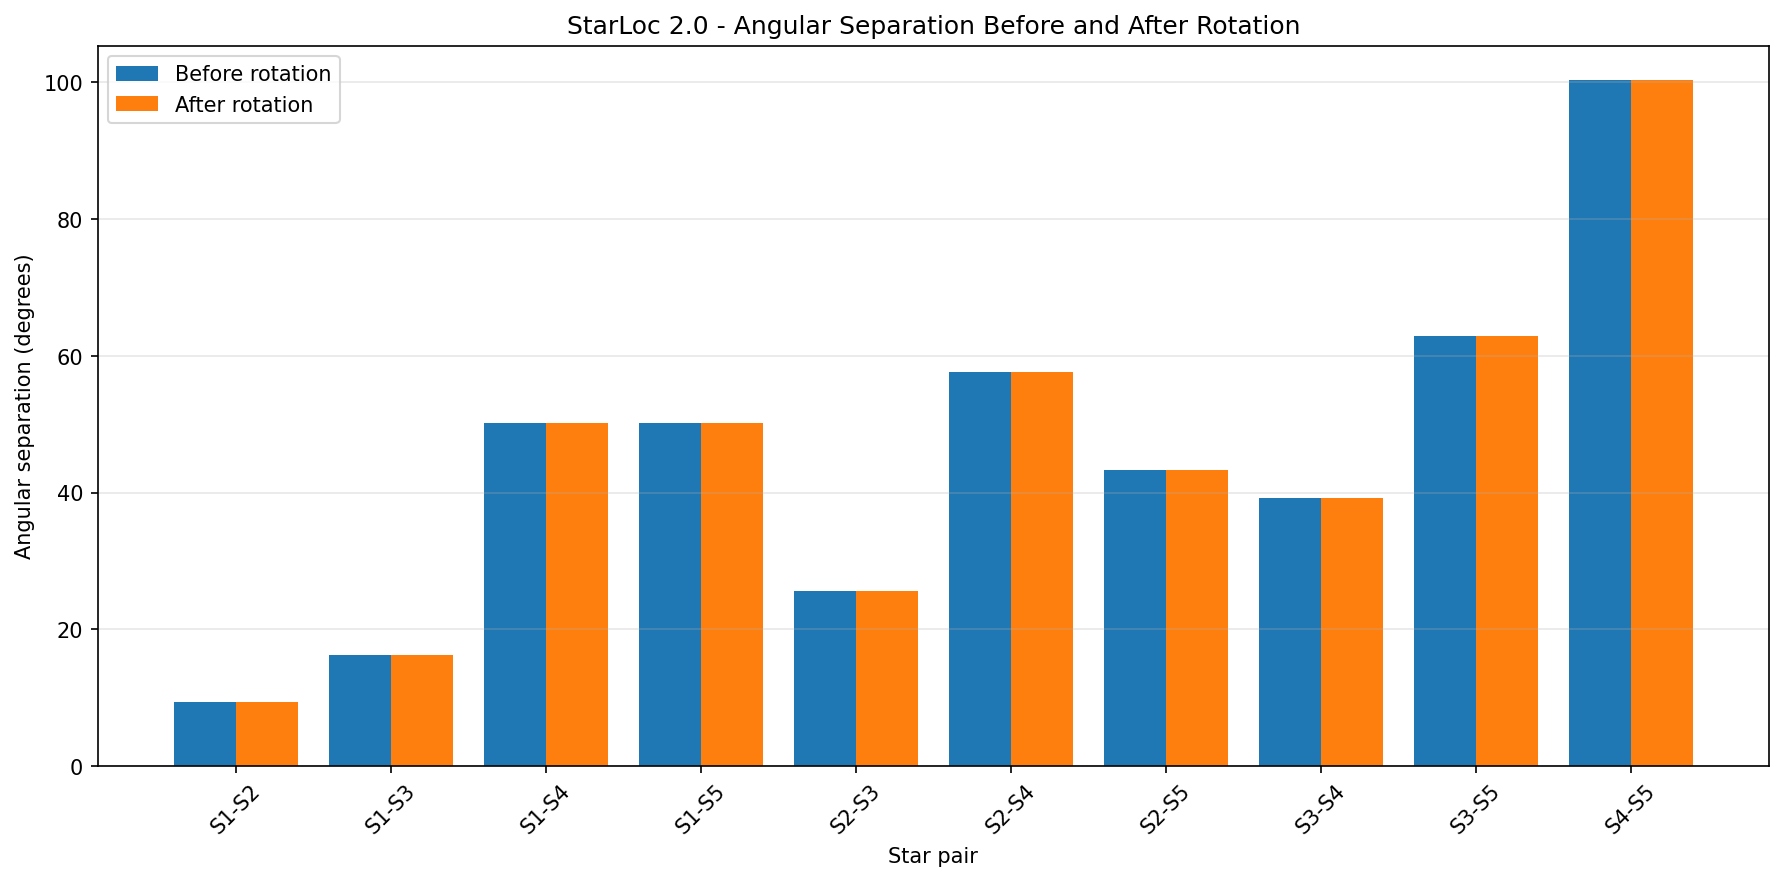 StarLoc 2.0 - Angular Separation Before and After Rotation
Before rotation
After rotation
Angular separation (degrees)
100
80
60
40
20
0
S1-S2
S1-S3
S1-S4
S1-S5
S2-S3
S2-S4
S2-S5
S3-S4
S3-S5
S4-S5
Star pair